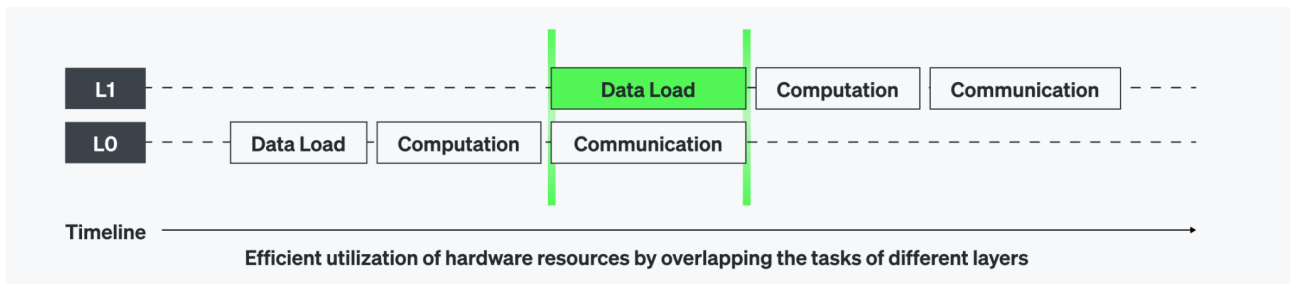 L1 Data Load Computation Communication
L0 Data Load Computation Communication
Timeline
Efficient utilization of hardware resources by overlapping the tasks of different layers